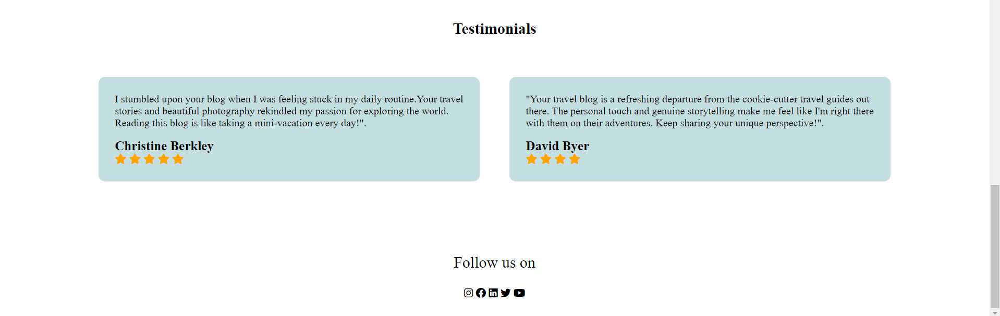 Testimonials
I stumbled upon your blog when I was feeling stuck in my daily routine.Your travel
stories and beautiful photography rekindled my passion for exploring the world.
Reading this blog is like taking a mini-vacation every day!".
Christine Berkley
"Your travel blog is a refreshing departure from the cookie-cutter travel guides out
there. The personal touch and genuine storytelling make me feel like I'm right there
with them on their adventures. Keep sharing your unique perspective!".
David Byer
Follow us on